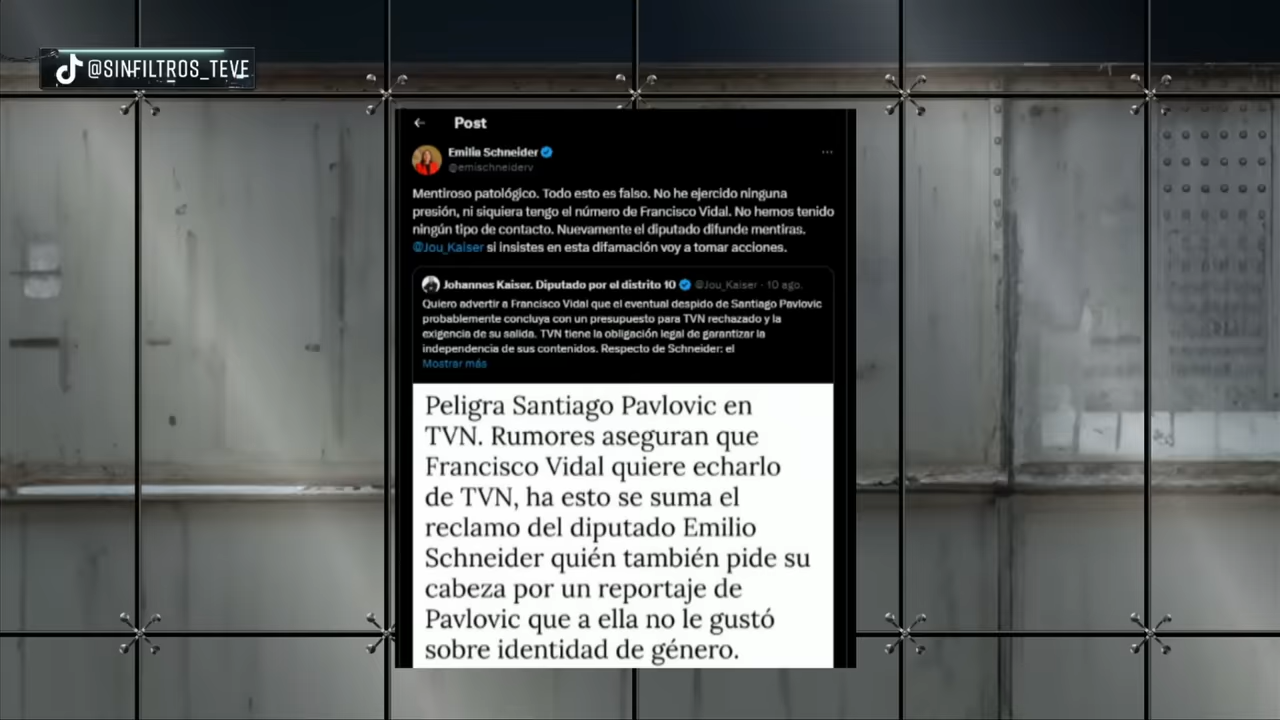 @SINFILTROS_TEVE
Post
Emilia Schneider
@emischneiderv
Mentiroso patológico. Todo esto es falso. No he ejercido ninguna
presión, ni siquiera tengo el número de Francisco Vidal. No hemos tenido
ningún tipo de contacto. Nuevamente el diputado difunde mentiras.
@Jou_Kaiser si insistes en esta difamación voy a tomar acciones.
Johannes Kaiser. Diputado por el distrito 10 @Jou_Kaiser · 10 ago.
Quiero advertir a Francisco Vidal que el eventual despido de Santiago Pavlovic
probablemente concluya con un presupuesto para TVN rechazado y la
exigencia de su salida. TVN tiene la obligación legal de garantizar la
independencia de sus contenidos. Respecto de Schneider: el
Mostrar más
Peligra Santiago Pavlovic en
TVN. Rumores aseguran que
Francisco Vidal quiere echarlo
de TVN, ha esto se suma el
reclamo del diputado Emilio
Schneider quién también pide su
cabeza por un reportaje de
Pavlovic que a ella no le gustó
sobre identidad de género.